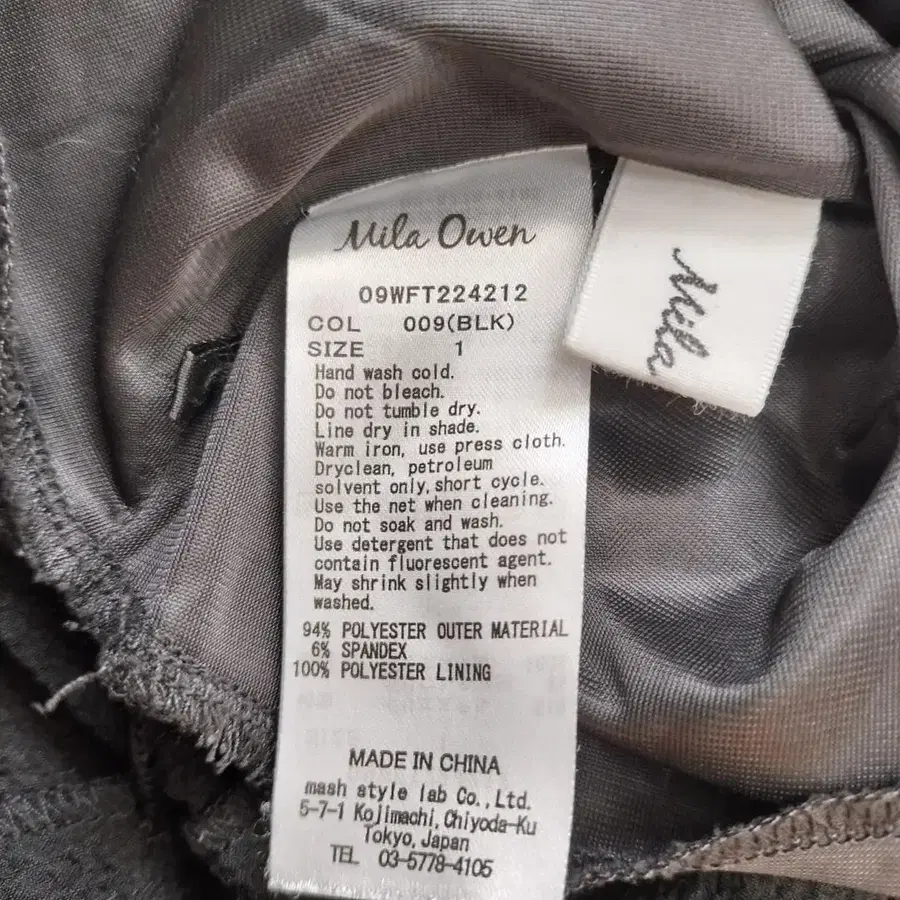 Mila Owen
09WFT224212
COL 009(BLK)
SIZE 1
Hand wash cold.
Do not bleach.
Do not tumble dry.
Line dry in shade.
Warm iron, use press cloth.
Dryclean, petroleum
solvent only, short cycle.
Use the net when cleaning.
Do not soak and wash.
Use detergent that does not
contain fluorescent agent.
May shrink slightly when
washed.
94% POLYESTER OUTER MATERIAL
6% SPANDEX
100% POLYESTER LINING
MADE IN CHINA
mash style lab Co., Ltd.
5-7-1 Kojimachi, Chiyoda-Ku
Tokyo, Japan
TEL 03-5778-4105
Mila